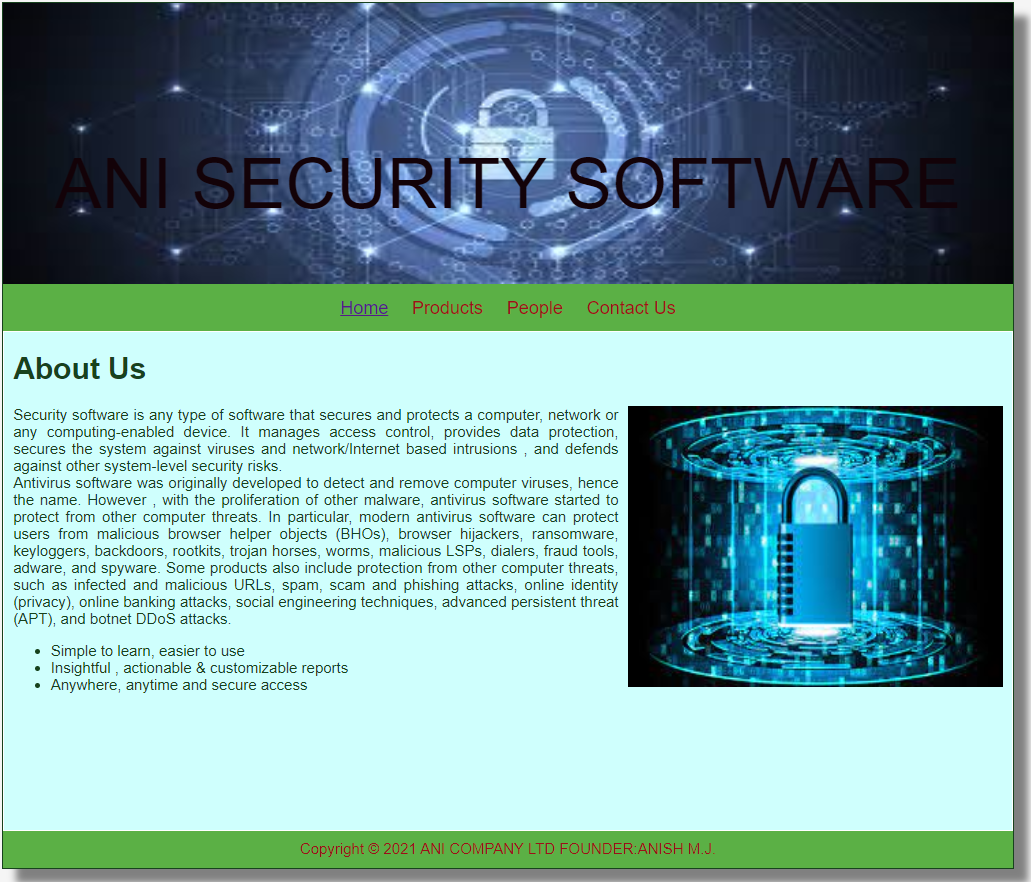 ANI SECURITY SOFTWARE
Home Products People Contact Us
About Us
Security software is any type of software that secures and protects a computer, network or
any computing-enabled device. It manages access control, provides data protection,
secures the system against viruses and network/Internet based intrusions , and defends
against other system-level security risks.
Antivirus software was originally developed to detect and remove computer viruses, hence
the name. However , with the proliferation of other malware, antivirus software started to
protect from other computer threats. In particular, modern antivirus software can protect
users from malicious browser helper objects (BHOs), browser hijackers, ransomware,
keyloggers, backdoors, rootkits, trojan horses, worms, malicious LSPs, dialers, fraud tools,
adware, and spyware. Some products also include protection from other computer threats,
such as infected and malicious URLs, spam, scam and phishing attacks, online identity
(privacy), online banking attacks, social engineering techniques, advanced persistent threat
(APT), and botnet DDoS attacks.
• Simple to learn, easier to use
• Insightful , actionable & customizable reports
• Anywhere, anytime and secure access
Copyright © 2021 ANI COMPANY LTD FOUNDER:ANISH M.J.